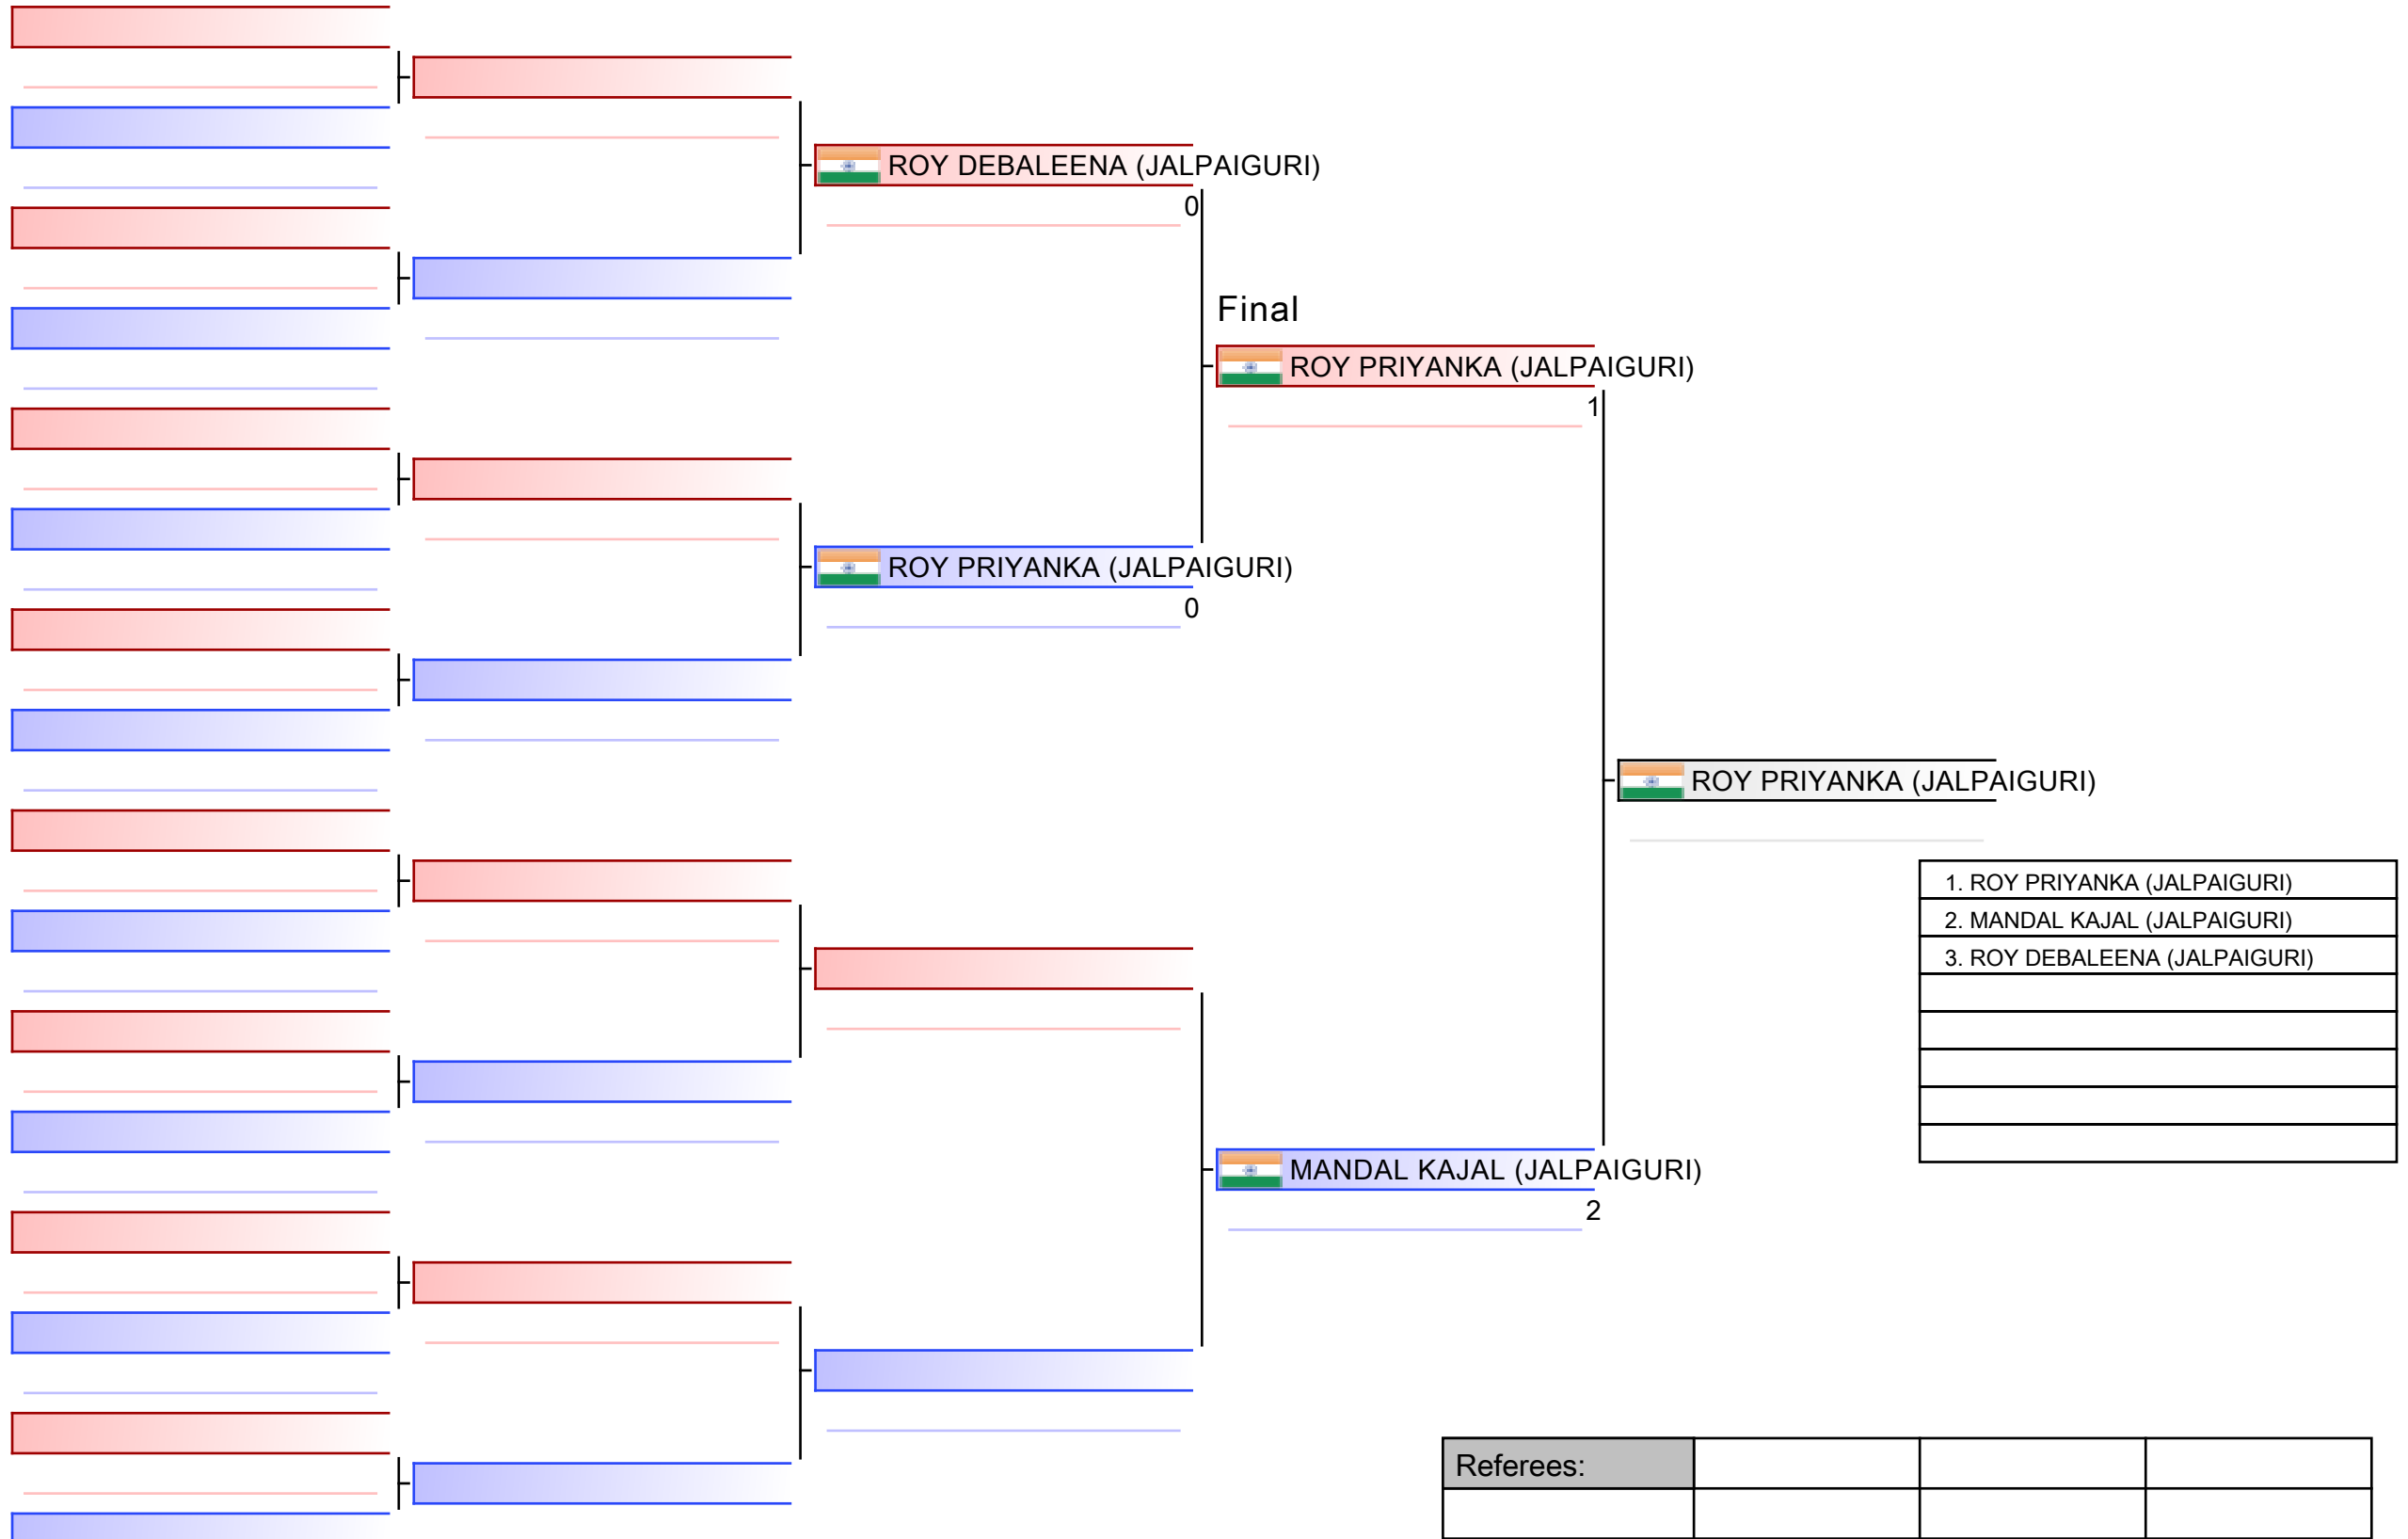 ROY DEBALEENA (JALPAIGURI)
0
Final
ROY PRIYANKA (JALPAIGURI)
1
ROY PRIYANKA (JALPAIGURI)
0
ROY PRIYANKA (JALPAIGURI)
1. ROY PRIYANKA (JALPAIGURI)
2. MANDAL KAJAL (JALPAIGURI)
3. ROY DEBALEENA (JALPAIGURI)
MANDAL KAJAL (JALPAIGURI)
2
Referees: